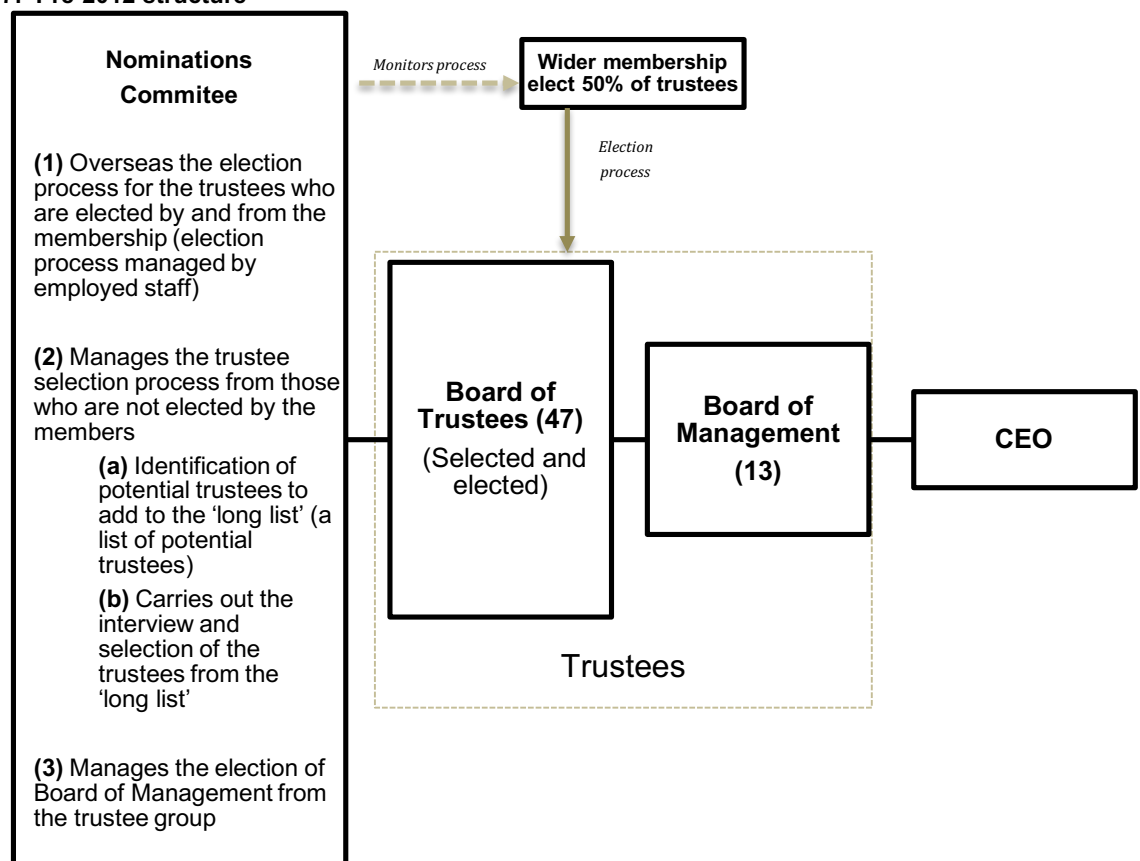 Nominations
Commitee
(1) Overseas the election
process for the trustees who
are elected by and from the
membership (election
process managed by
employed staff)
(2) Manages the trustee
selection process from those
who are not elected by the
members
(a) Identification of
potential trustees to
add to the ‘long list’ (a
list of potential
trustees)
(b) Carries out the
interview and
selection of the
trustees from the
‘long list’
(3) Manages the election of
Board of Management from
the trustee group
Monitors process
Wider membership
elect 50% of trustees
Election
process
Board of
Trustees (47)
(Selected and
elected)
Board of
Management
(13)
CEO
Trustees